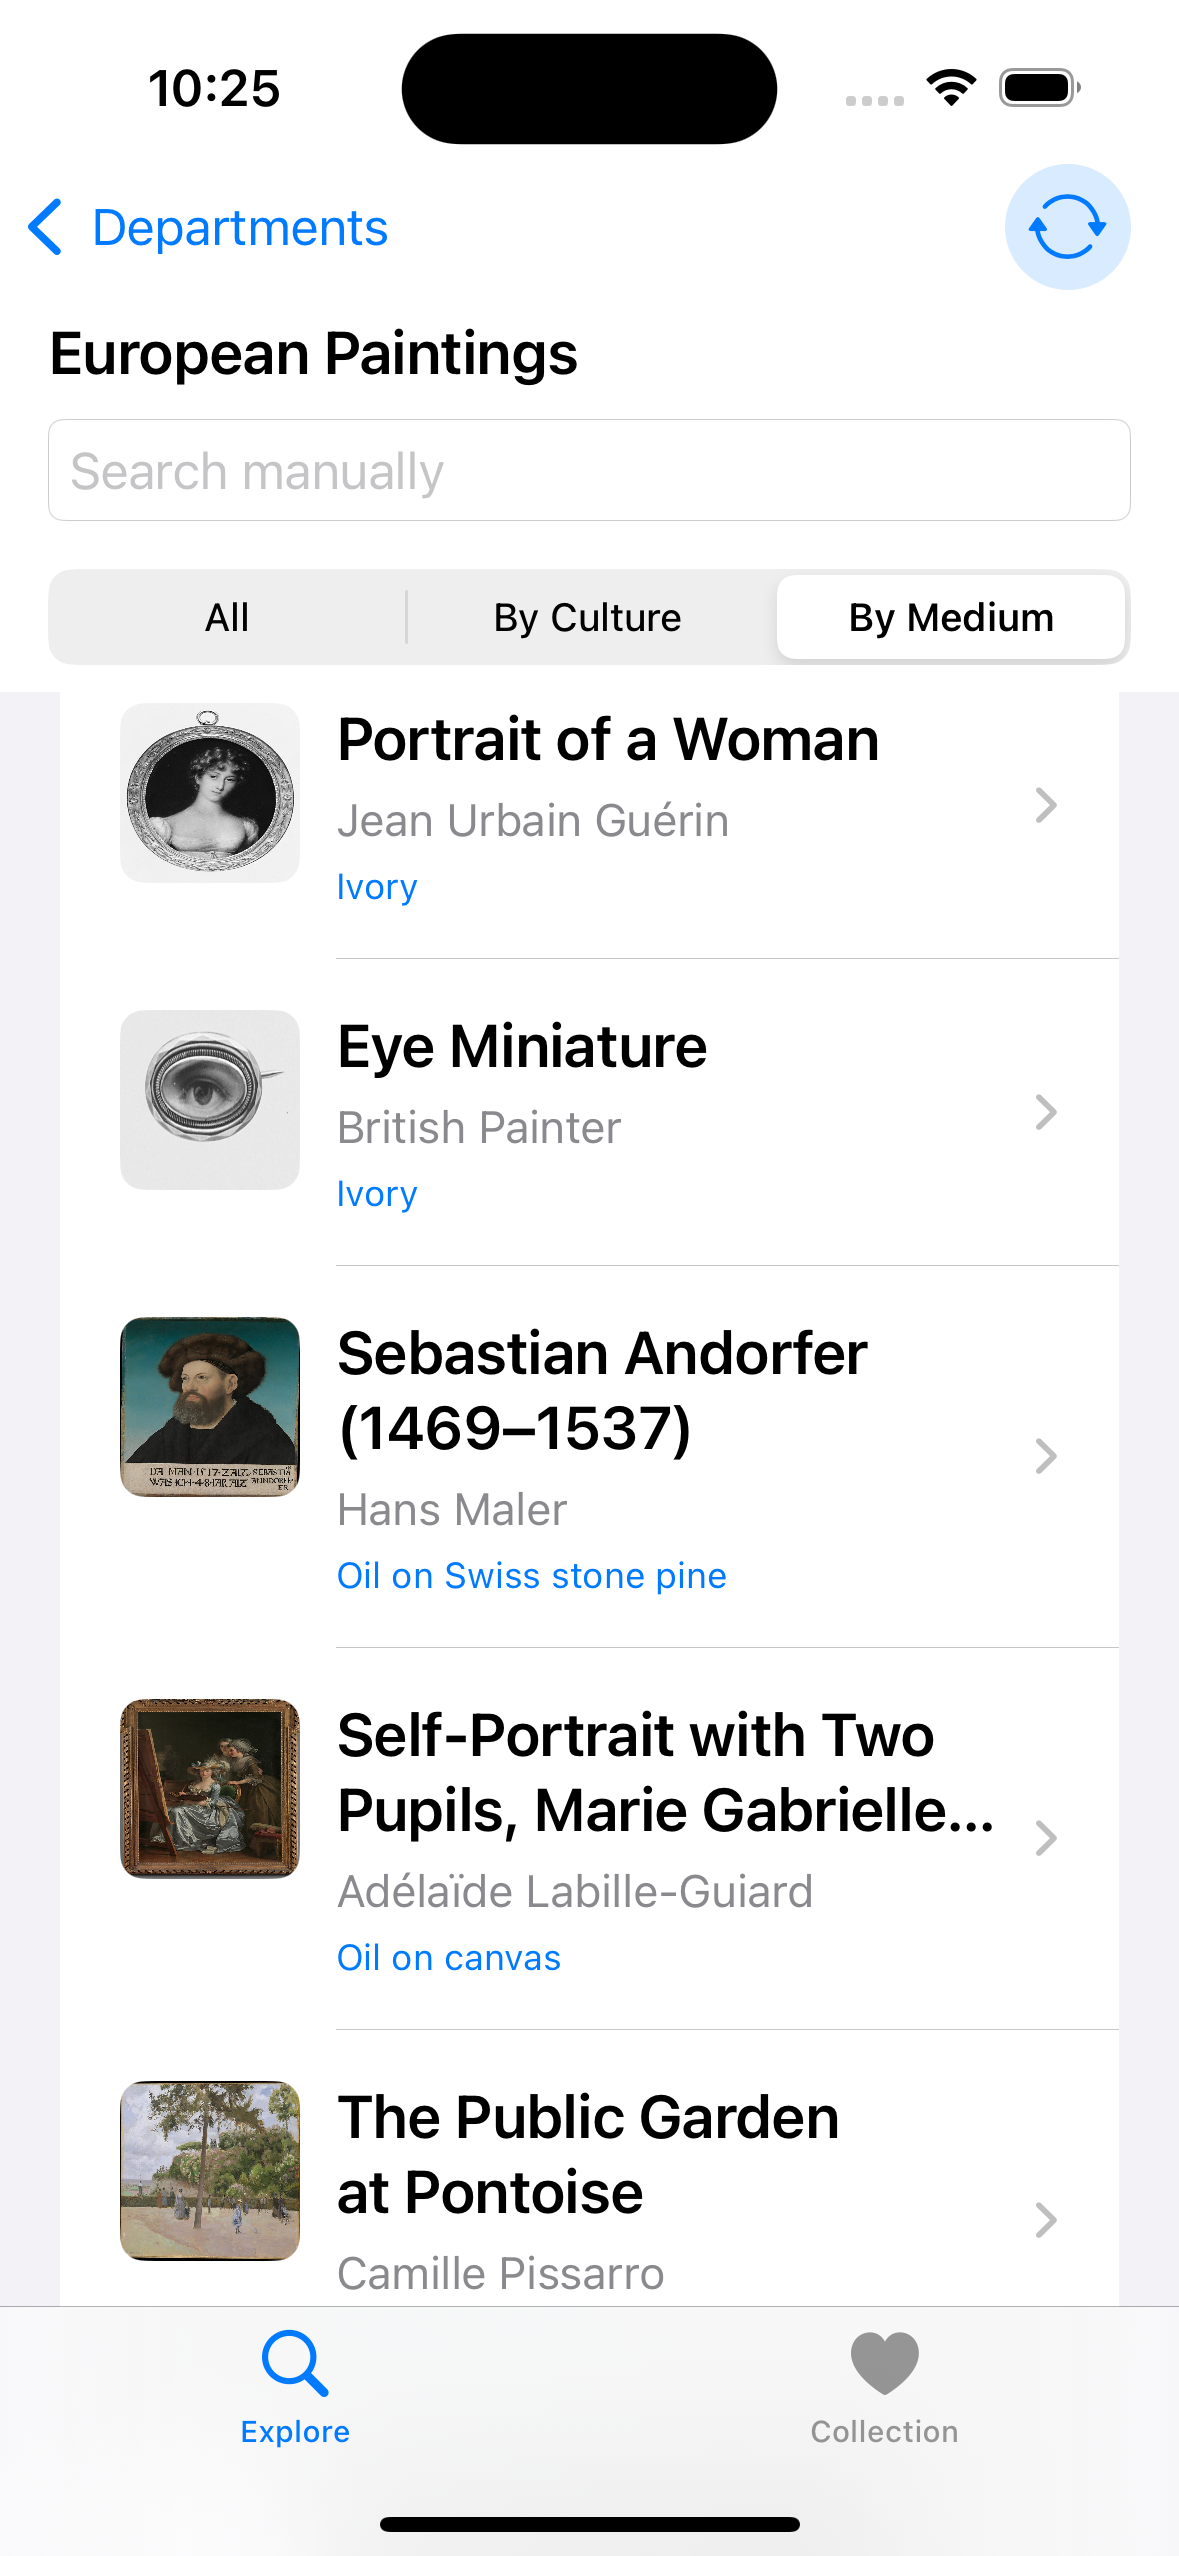 10:25
Departments
European Paintings
Search manually
All
By Culture
By Medium
Portrait of a Woman
Jean Urbain Guérin
Ivory
Eye Miniature
British Painter
Ivory
Sebastian Andorfer
(1469–1537)
Hans Maler
Oil on Swiss stone pine
Self-Portrait with Two
Pupils, Marie Gabrielle...
Adélaïde Labille-Guiard
Oil on canvas
The Public Garden
at Pontoise
Camille Pissarro
Explore
Collection